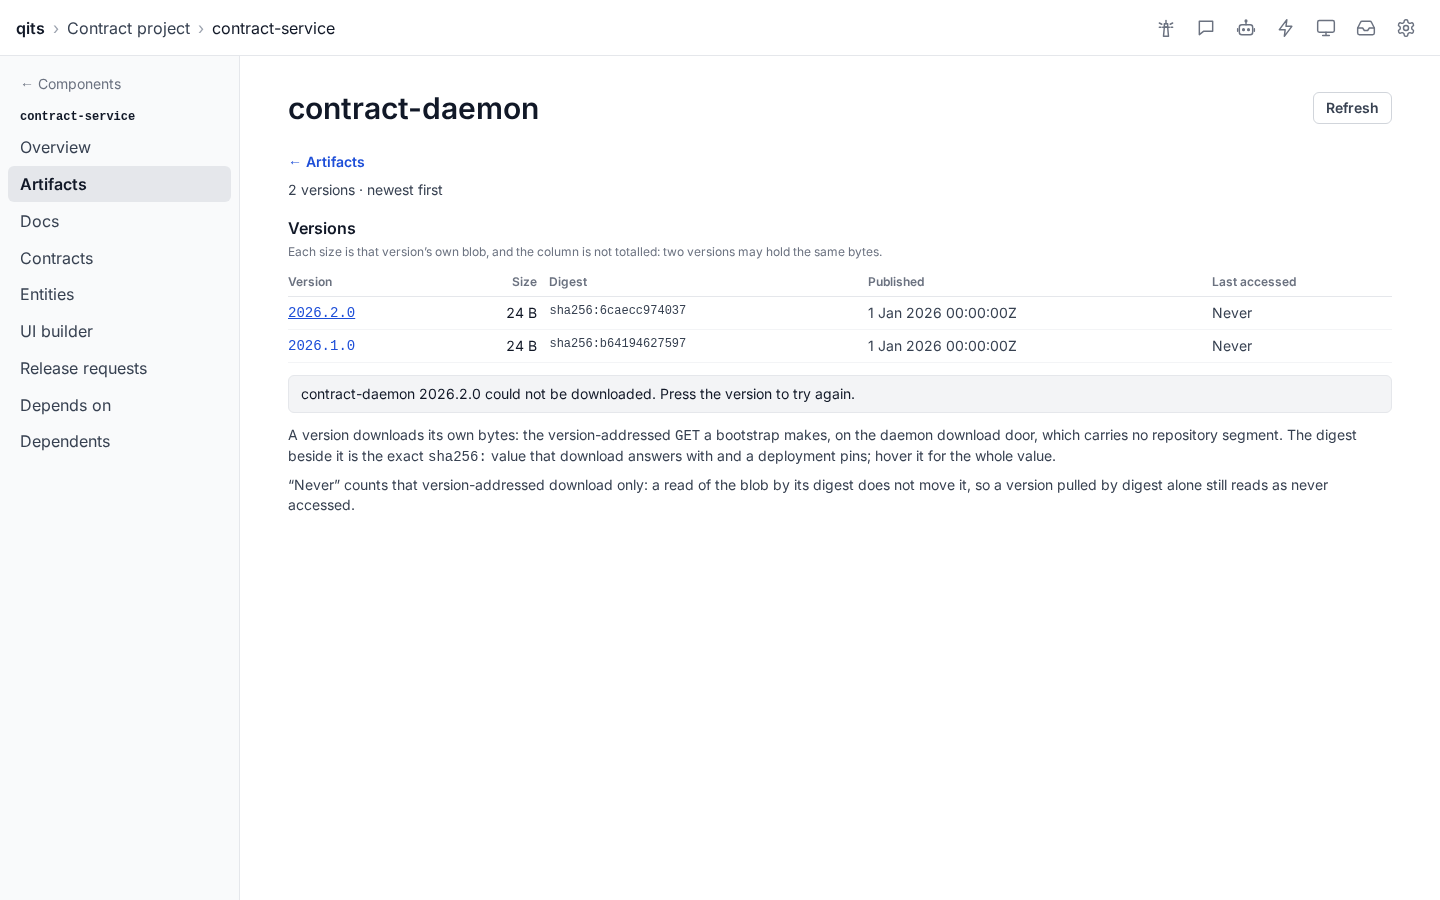 qits › Contract project › contract-service
← Components
contract-service
Overview
Artifacts
Docs
Contracts
Entities
UI builder
Release requests
Depends on
Dependents
contract-daemon
Refresh
← Artifacts
2 versions · newest first
Versions
Each size is that version’s own blob, and the column is not totalled: two versions may hold the same bytes.
Version Size Digest Published Last accessed
2026.2.0 24 B sha256:6caecc974037 1 Jan 2026 00:00:00Z Never
2026.1.0 24 B sha256:b64194627597 1 Jan 2026 00:00:00Z Never
contract-daemon 2026.2.0 could not be downloaded. Press the version to try again.
A version downloads its own bytes: the version-addressed GET a bootstrap makes, on the daemon download door, which carries no repository segment. The digest
beside it is the exact sha256: value that download answers with and a deployment pins; hover it for the whole value.
“Never” counts that version-addressed download only: a read of the blob by its digest does not move it, so a version pulled by digest alone still reads as never
accessed.